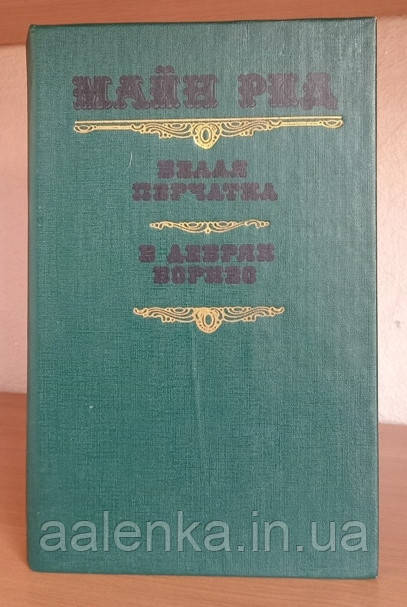 МАЙН РИД
БЕЛАЯ
ПЕРЧАТКА
В ДЕБРЯХ
БОРНЕО
aalenka.in.ua